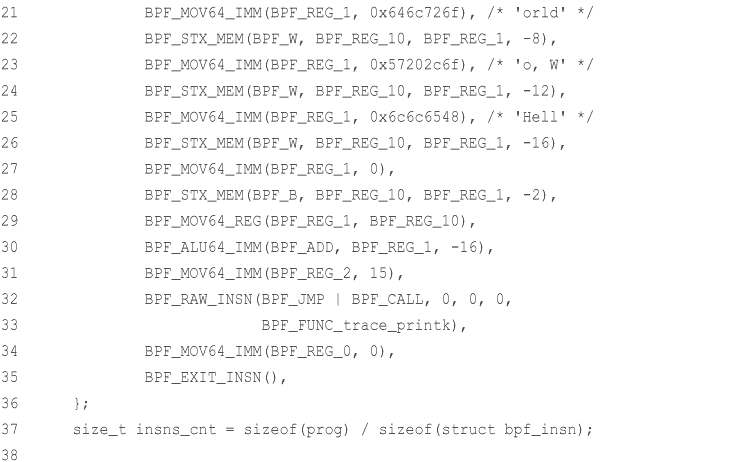 21 BPF_MOV64_IMM(BPF_REG_1, 0x646c726f), /* 'orld' */
22 BPF_STX_MEM(BPF_W, BPF_REG_10, BPF_REG_1, -8),
23 BPF_MOV64_IMM(BPF_REG_1, 0x57202c6f), /* 'o, W' */
24 BPF_STX_MEM(BPF_W, BPF_REG_10, BPF_REG_1, -12),
25 BPF_MOV64_IMM(BPF_REG_1, 0x6c6c6548), /* 'Hell' */
26 BPF_STX_MEM(BPF_W, BPF_REG_10, BPF_REG_1, -16),
27 BPF_MOV64_IMM(BPF_REG_1, 0),
28 BPF_STX_MEM(BPF_B, BPF_REG_10, BPF_REG_1, -2),
29 BPF_MOV64_REG(BPF_REG_1, BPF_REG_10),
30 BPF_ALU64_IMM(BPF_ADD, BPF_REG_1, -16),
31 BPF_MOV64_IMM(BPF_REG_2, 15),
32 BPF_RAW_INSN(BPF_JMP | BPF_CALL, 0, 0, 0,
33 BPF_FUNC_trace_printk),
34 BPF_MOV64_IMM(BPF_REG_0, 0),
35 BPF_EXIT_INSN(),
36 };
37 size_t insns_cnt = sizeof(prog) / sizeof(struct bpf_insn);
38